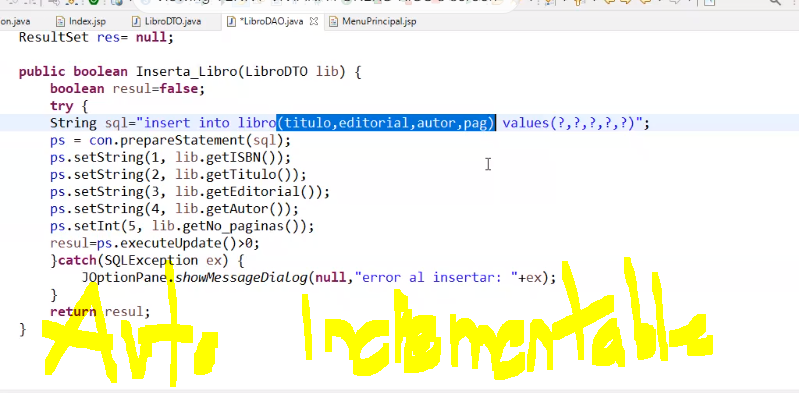 on.java Index.jsp LibroDTO.java *LibroDAO.java MenuPrincipal.jsp
ResultSet res= null;
public boolean Inserta_Libro(LibroDTO lib) {
boolean resul=false;
try {
String sql="insert into libro(titulo,editorial,autor,pag) values(?,?,?,?,?)";
ps = con.prepareStatement(sql);
ps.setString(1, lib.getISBN());
ps.setString(2, lib.getTitulo());
ps.setString(3, lib.getEditorial());
ps.setString(4, lib.getAutor());
ps.setInt(5, lib.getNo_paginas());
resul=ps.executeUpdate()>0;
}catch(SQLException ex) {
JOptionPane.showMessageDialog(null,"error al insertar: "+ex);
}
return resul;
}